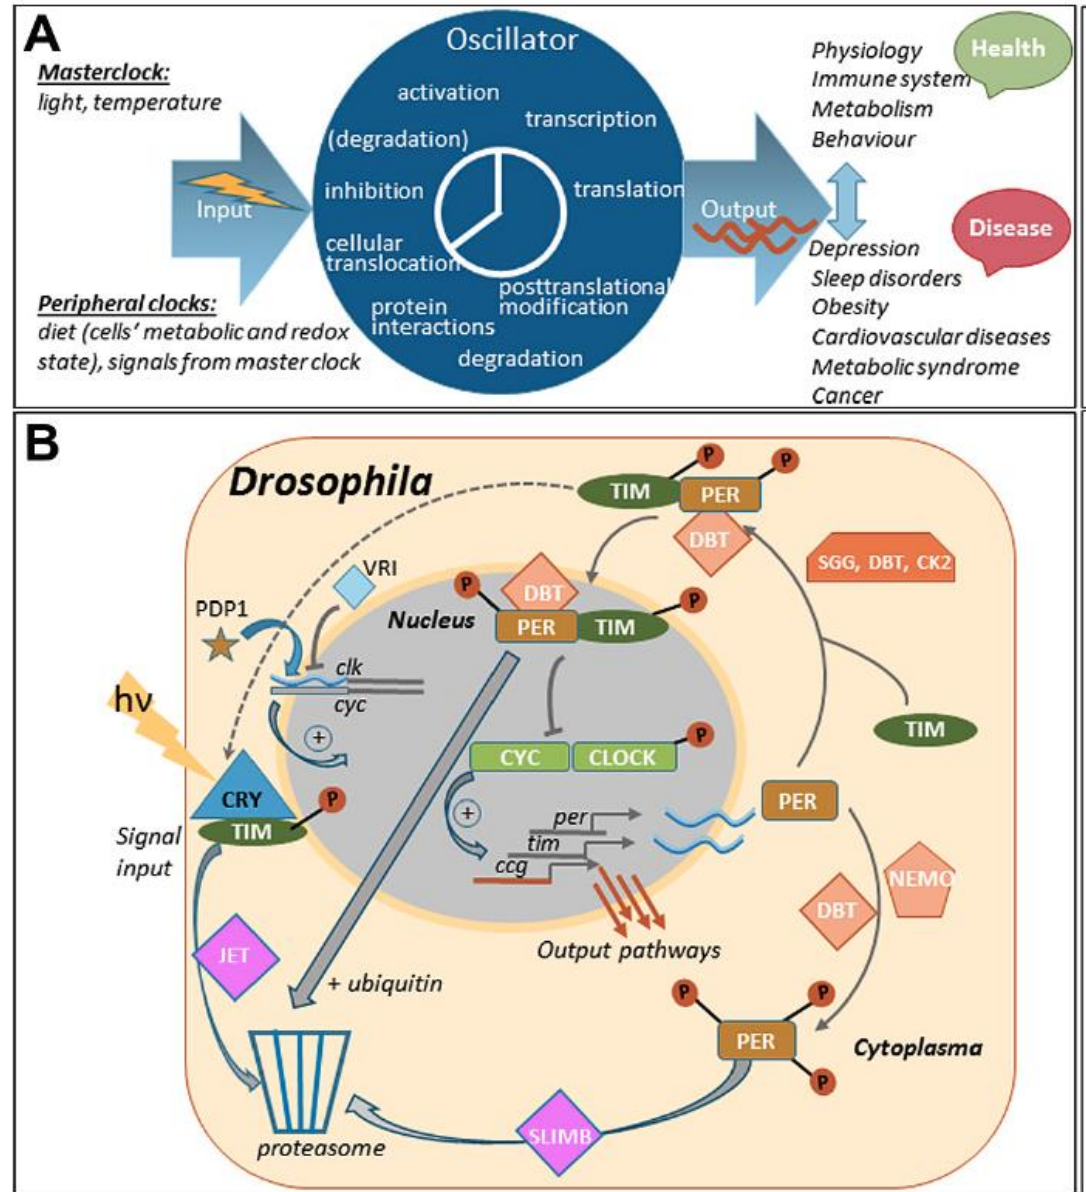 A
Masterclock:
light, temperature
Input
Peripheral clocks:
diet (cells' metabolic and redox
state), signals from master clock
Oscillator
activation
transcription
(degradation)
inhibition
translation
cellular
translocation
posttranslational
modification
protein
interactions
degradation
Output
Physiology
Immune system
Metabolism
Behaviour
Health
Disease
Depression
Sleep disorders
Obesity
Cardiovascular diseases
Metabolic syndrome
Cancer
B
Drosophila
P
P
TIM
PER
DBT
SGG, DBT, CK2
VRI
PDP1
Nucleus
P
DBT
P
PER
TIM
clk
cyc
+
hν
TIM
CYC
CLOCK
P
CRY
P
TIM
Signal
input
+
per
tim
ccg
PER
NEMO
DBT
Output pathways
JET
+ ubiquitin
P
P
PER
P
Cytoplasma
SLIMB
proteasome